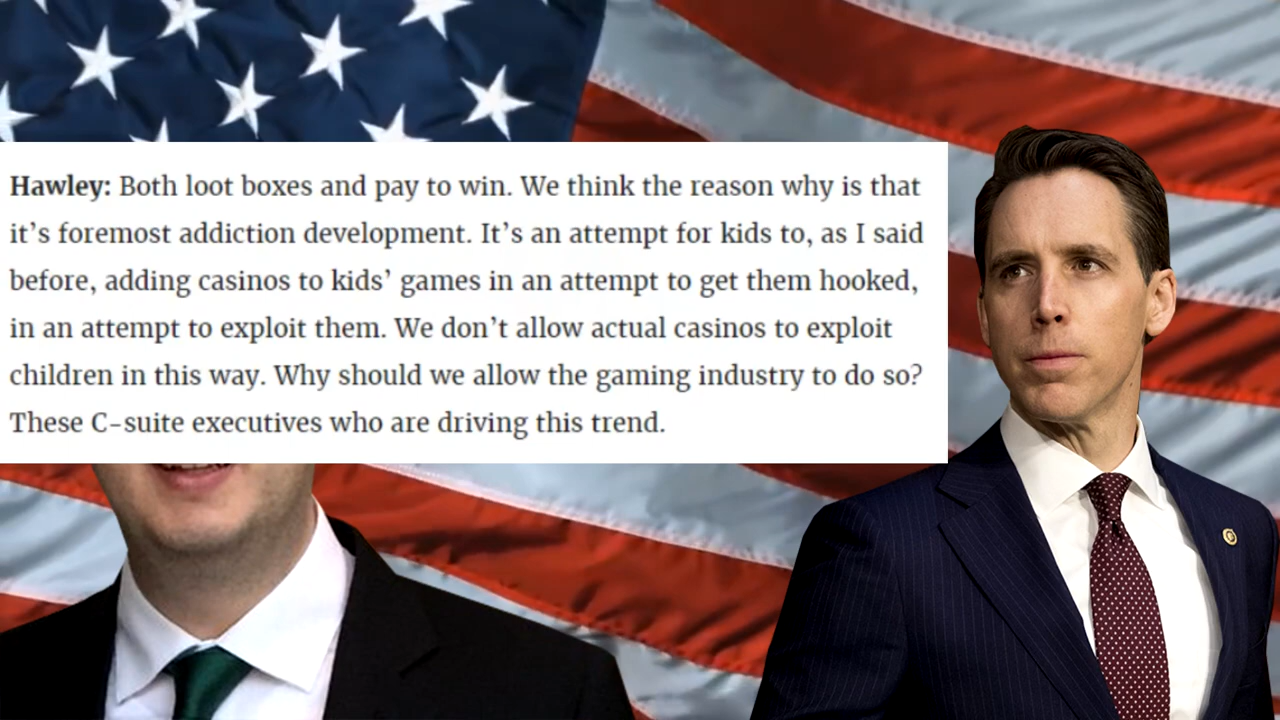 Hawley: Both loot boxes and pay to win. We think the reason why is that
it's foremost addiction development. It's an attempt for kids to, as I said
before, adding casinos to kids' games in an attempt to get them hooked,
in an attempt to exploit them. We don't allow actual casinos to exploit
children in this way. Why should we allow the gaming industry to do so?
These C-suite executives who are driving this trend.